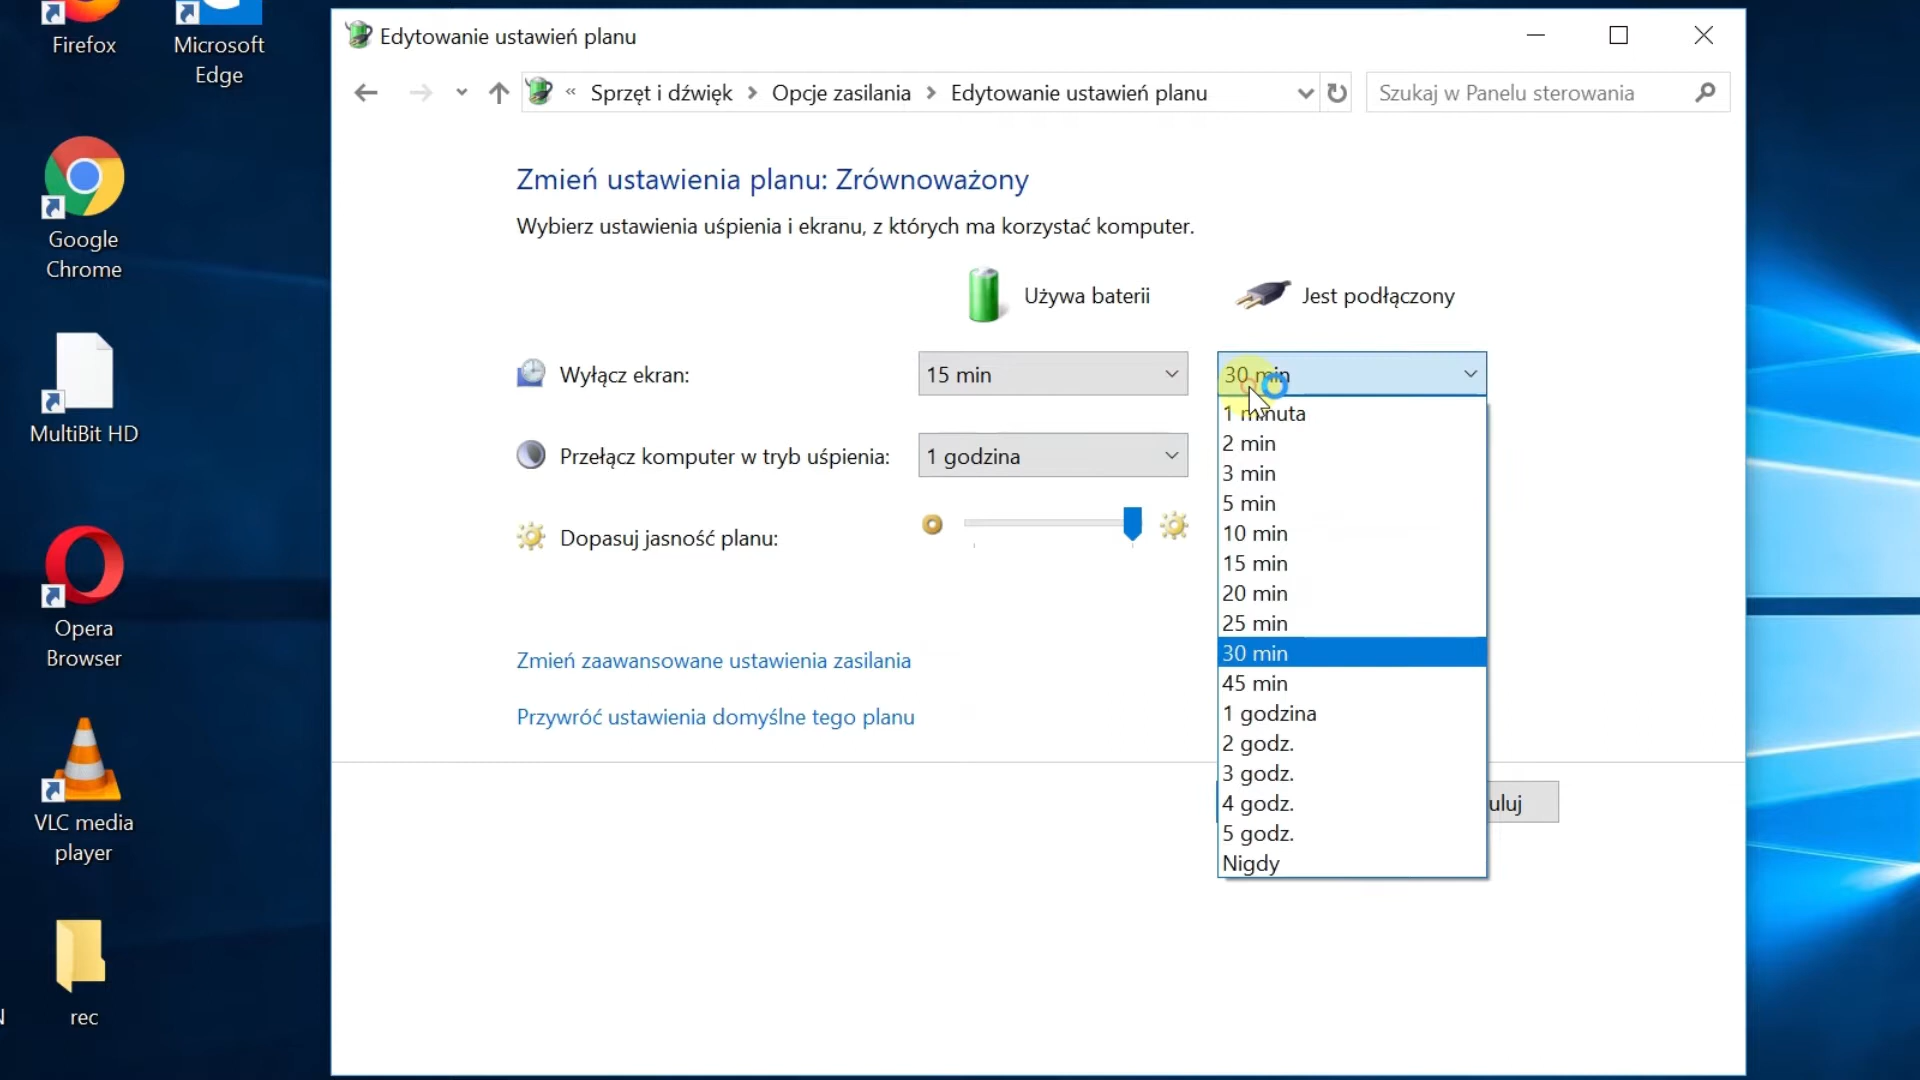 Firefox
Microsoft
Edge
Google
Chrome
MultiBit HD
Opera
Browser
VLC media
player
rec
Edytowanie ustawień planu
« Sprzęt i dźwięk > Opcje zasilania > Edytowanie ustawień planu
Szukaj w Panelu sterowania
Zmień ustawienia planu: Zrównoważony
Wybierz ustawienia uśpienia i ekranu, z których ma korzystać komputer.
Używa baterii
Jest podłączony
Wyłącz ekran:
15 min
30 min
Przełącz komputer w tryb uśpienia:
1 godzina
Dopasuj jasność planu:
1 minuta
2 min
3 min
5 min
10 min
15 min
20 min
25 min
30 min
45 min
1 godzina
2 godz.
3 godz.
4 godz.
5 godz.
Nigdy
Zmień zaawansowane ustawienia zasilania
Przywróć ustawienia domyślne tego planu
uluj